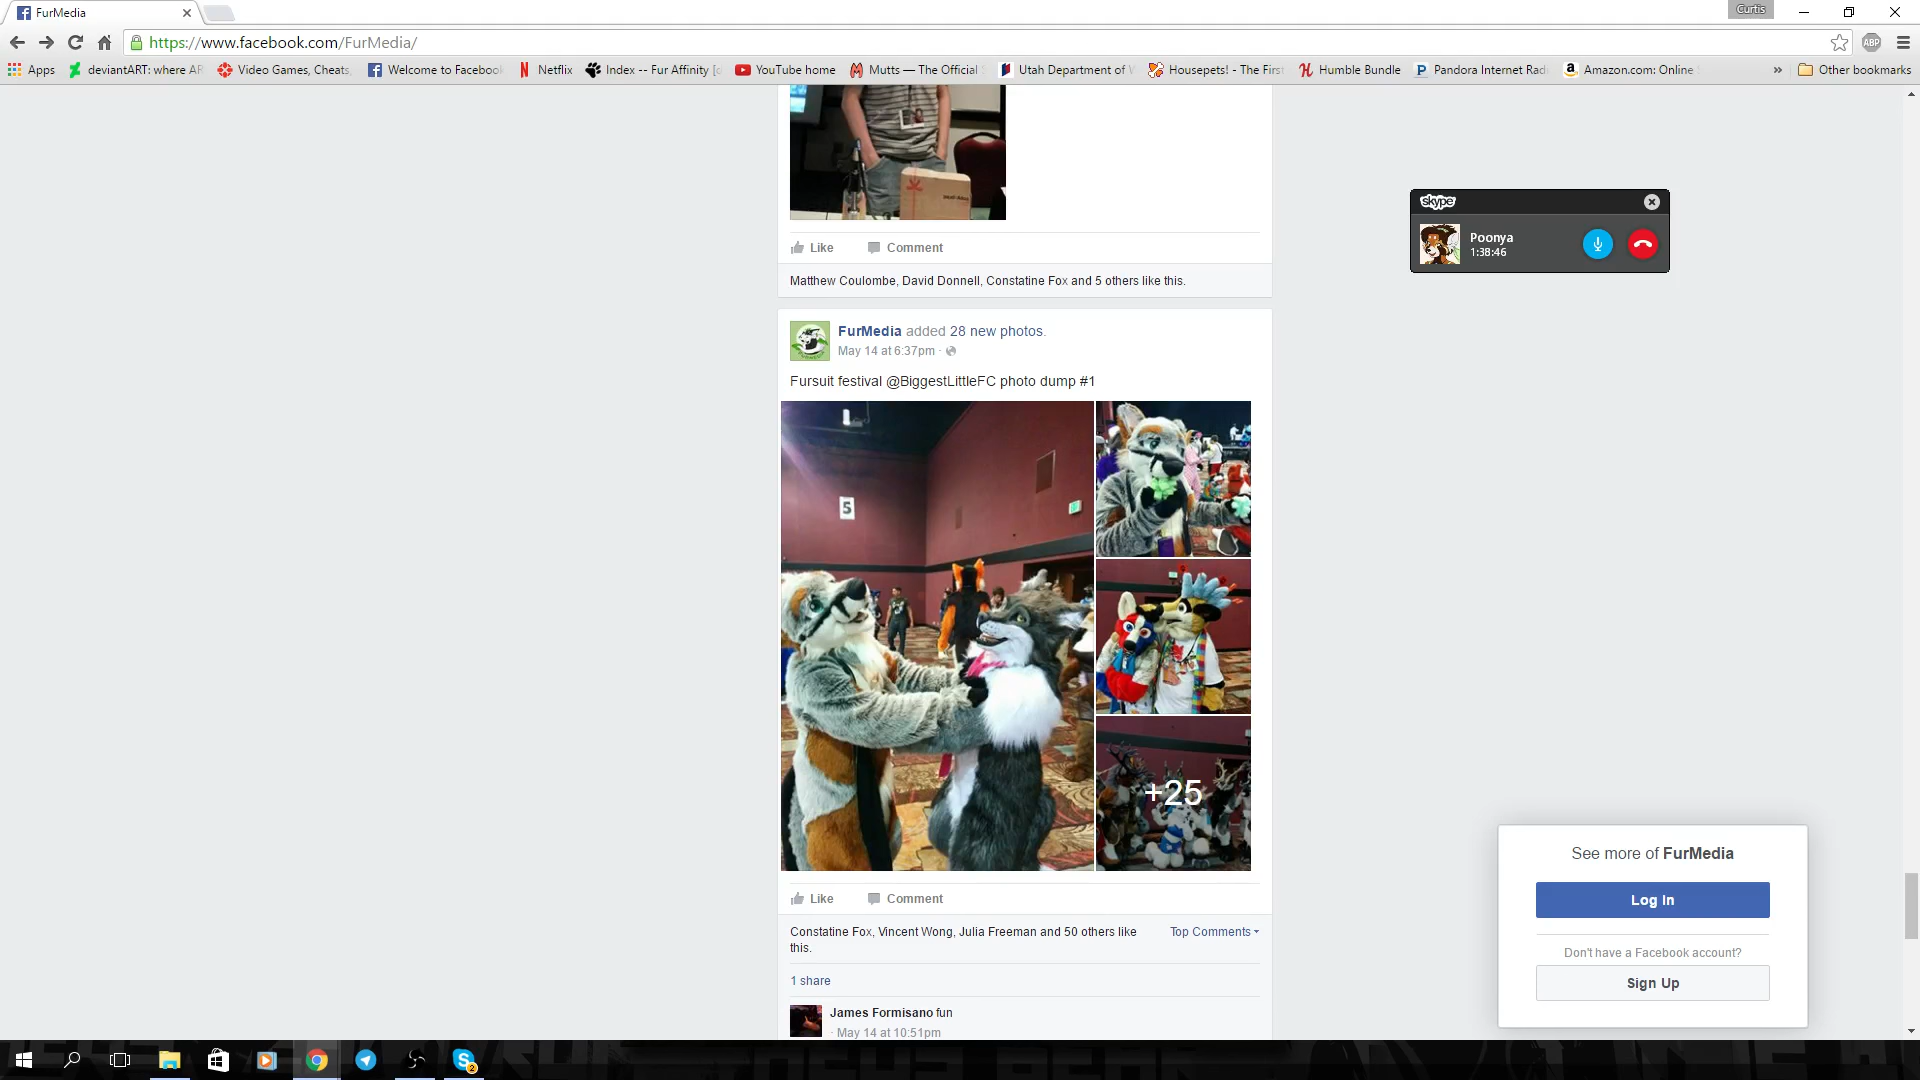 FurMedia
Curtis
https://www.facebook.com/FurMedia/
ABP
Apps
deviantART: where AR
Video Games, Cheats,
Welcome to Facebook
Netflix
Index -- Fur Affinity [d
YouTube home
Mutts — The Official
Utah Department of
Housepets! - The First
Humble Bundle
Pandora Internet Radi
Amazon.com: Online
»
Other bookmarks
Like
Comment
Matthew Coulombe, David Donnell, Constatine Fox and 5 others like this.
skype
Poonya
1:38:46
FurMedia added 28 new photos.
May 14 at 6:37pm ·
Fursuit festival @BiggestLittleFC photo dump #1
5
+25
Like
Comment
Constatine Fox, Vincent Wong, Julia Freeman and 50 others like
this.
Top Comments
1 share
James Formisano fun
· May 14 at 10:51pm
See more of FurMedia
Log In
Don't have a Facebook account?
Sign Up
2